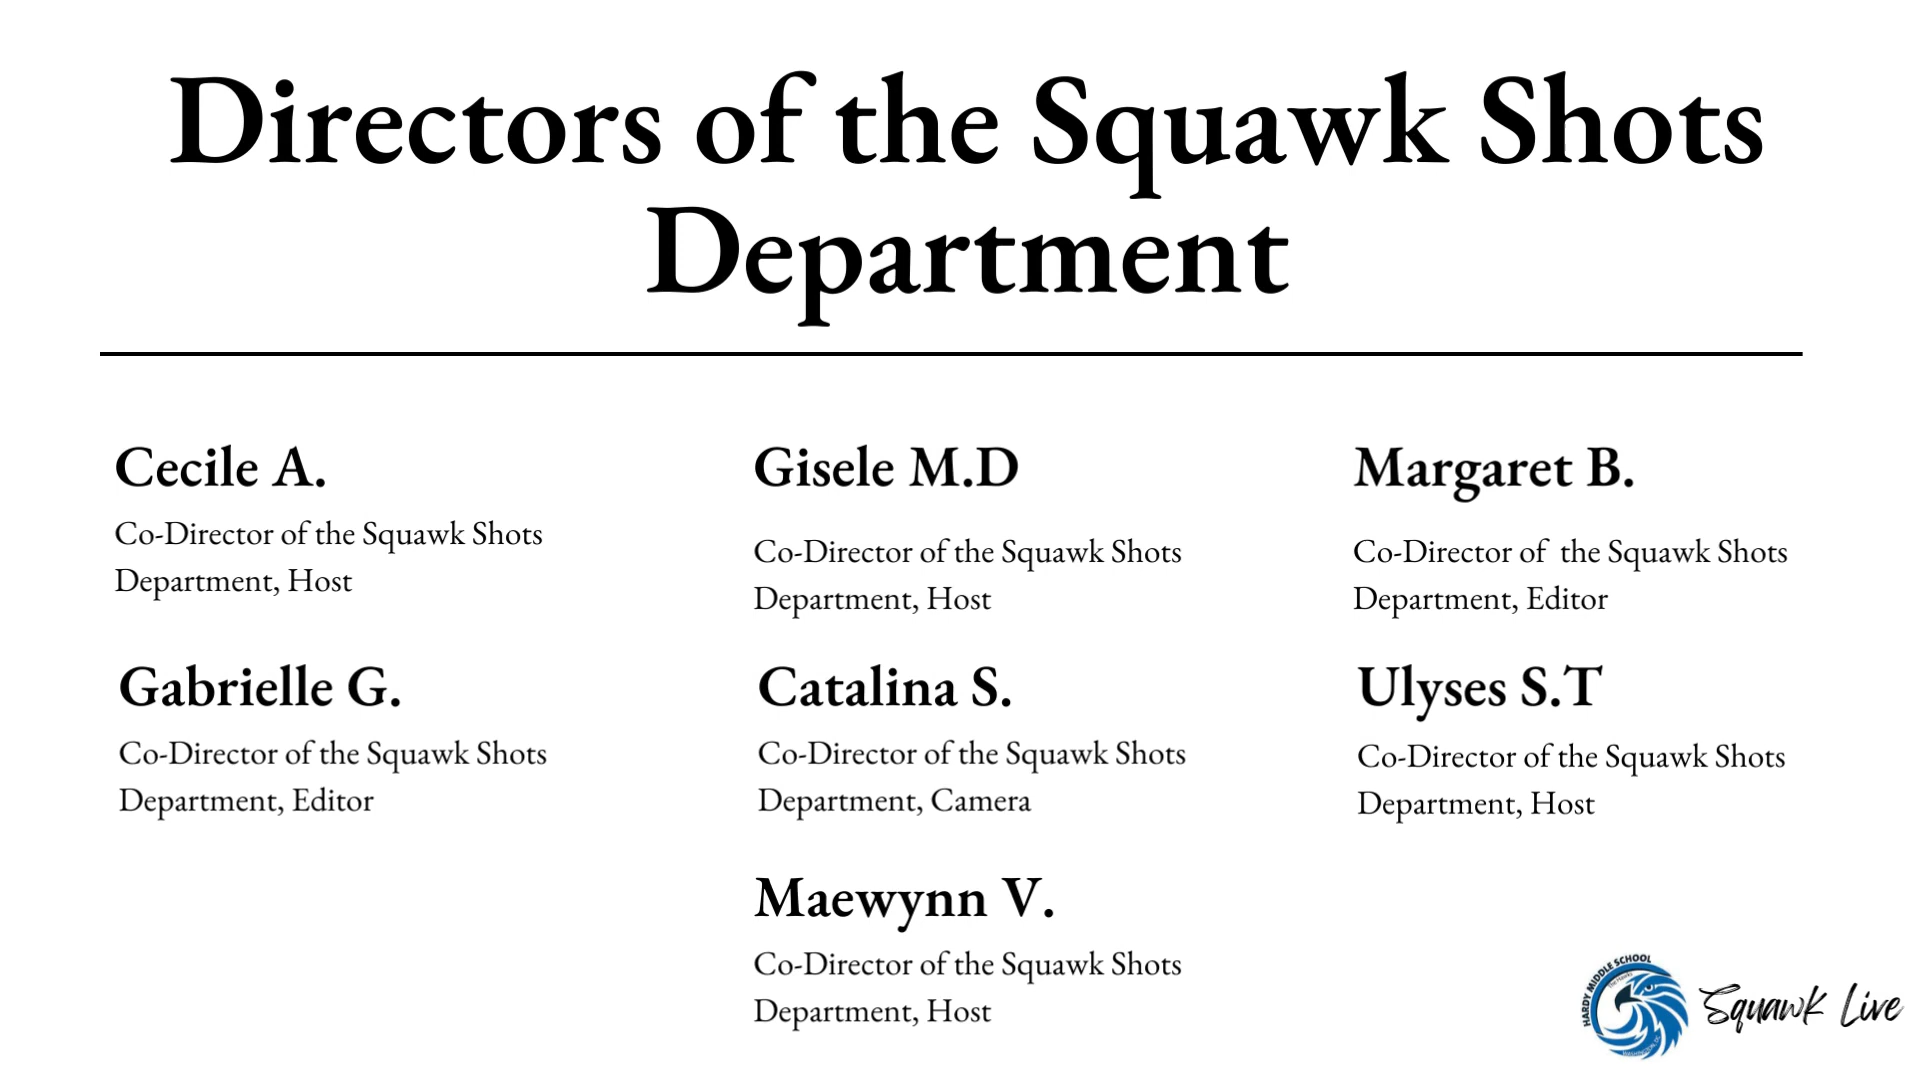 Directors of the Squawk Shots
Department
Cecile A.
Co-Director of the Squawk Shots
Department, Host
Gisele M.D
Co-Director of the Squawk Shots
Department, Host
Margaret B.
Co-Director of  the Squawk Shots
Department, Editor
Gabrielle G.
Co-Director of the Squawk Shots
Department, Editor
Catalina S.
Co-Director of the Squawk Shots
Department, Camera
Ulyses S.T
Co-Director of the Squawk Shots
Department, Host
Maewynn V.
Co-Director of the Squawk Shots
Department, Host
HARDY MIDDLE SCHOOL
Squawk Live